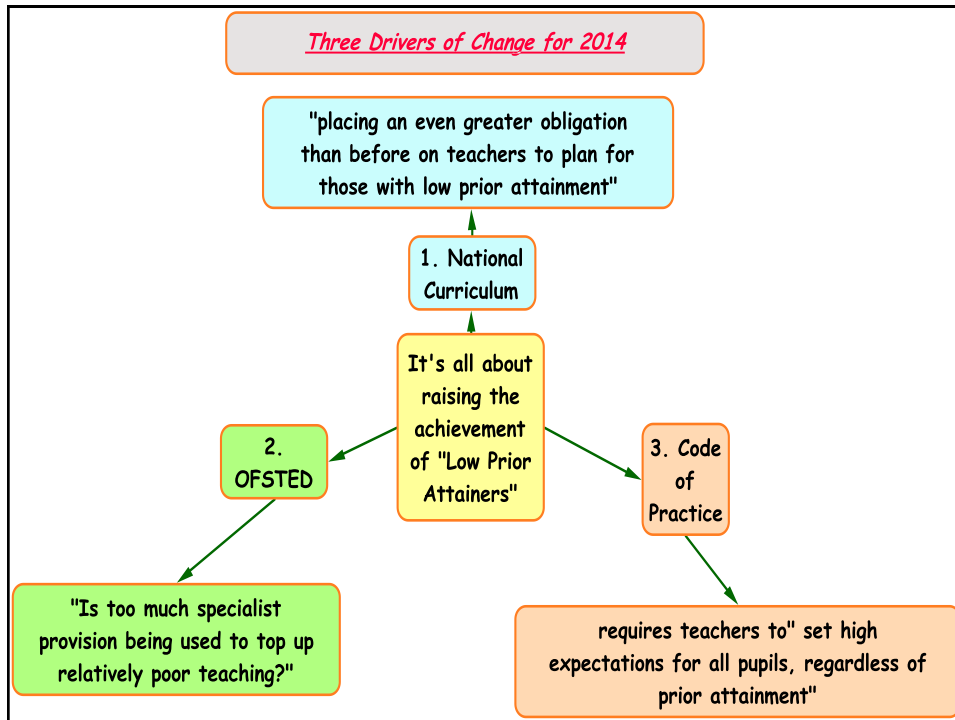 Three Drivers of Change for 2014
"placing an even greater obligation
than before on teachers to plan for
those with low prior attainment"
1. National
Curriculum
It's all about
raising the
achievement
of "Low Prior
Attainers"
2.
OFSTED
3. Code
of
Practice
"Is too much specialist
provision being used to top up
relatively poor teaching?"
requires teachers to" set high
expectations for all pupils, regardless of
prior attainment"